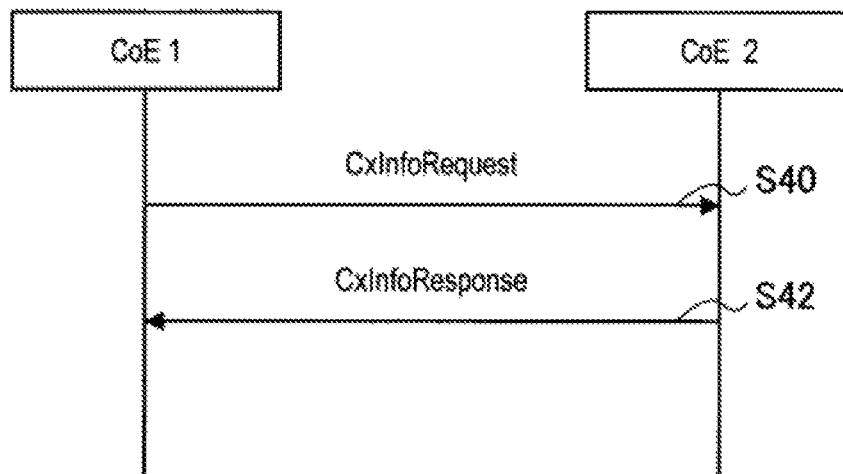 CoE 1
CoE 2
CxInfoRequest
S40
CxInfoResponse
S42